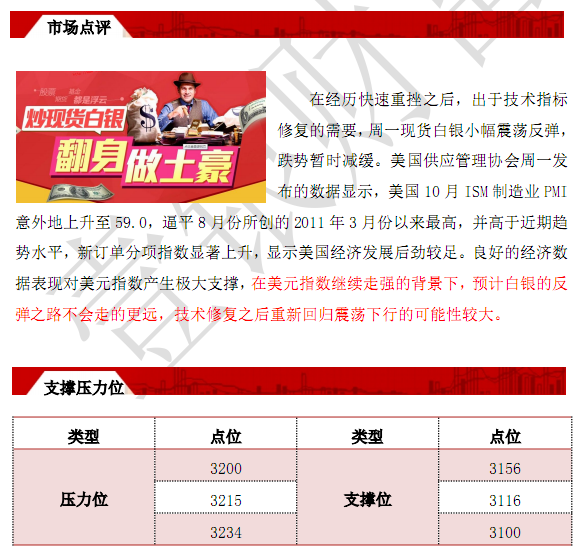 市场点评
股票 基金
期货 都是浮云
炒现货白银
翻身做土豪
在经历快速重挫之后，出于技术指标
修复的需要，周一现货白银小幅震荡反弹，
跌势暂时减缓。美国供应管理协会周一发
布的数据显示，美国 10 月 ISM 制造业 PMI
意外地上升至 59.0，逼平 8 月份所创的 2011 年 3 月份以来最高，并高于近期趋
势水平，新订单分项指数显著上升，显示美国经济发展后劲较足。良好的经济数
据表现对美元指数产生极大支撑，在美元指数继续走强的背景下，预计白银的反
弹之路不会走的更远，技术修复之后重新回归震荡下行的可能性较大。
支撑压力位
类型 点位 类型 点位
3200 3156
压力位 3215 支撑位 3116
3234 3100